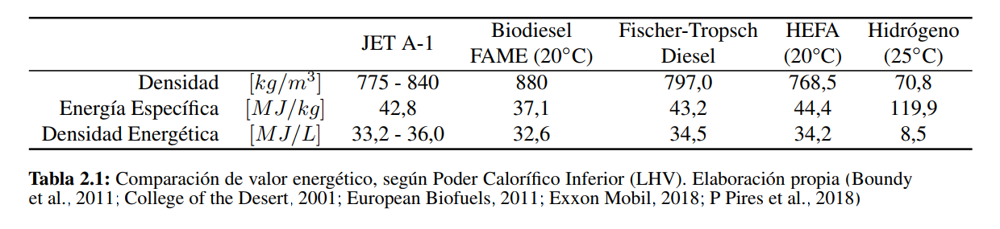 JET A-1 Biodiesel FAME (20°C) Fischer-Tropsch Diesel HEFA (20°C) Hidrógeno (25°C)
Densidad [kg/m³] 775 - 840 880 797,0 768,5 70,8
Energía Específica [MJ/kg] 42,8 37,1 43,2 44,4 119,9
Densidad Energética [MJ/L] 33,2 - 36,0 32,6 34,5 34,2 8,5
Tabla 2.1: Comparación de valor energético, según Poder Calorífico Inferior (LHV). Elaboración propia (Boundy
et al., 2011; College of the Desert, 2001; European Biofuels, 2011; Exxon Mobil, 2018; P Pires et al., 2018)